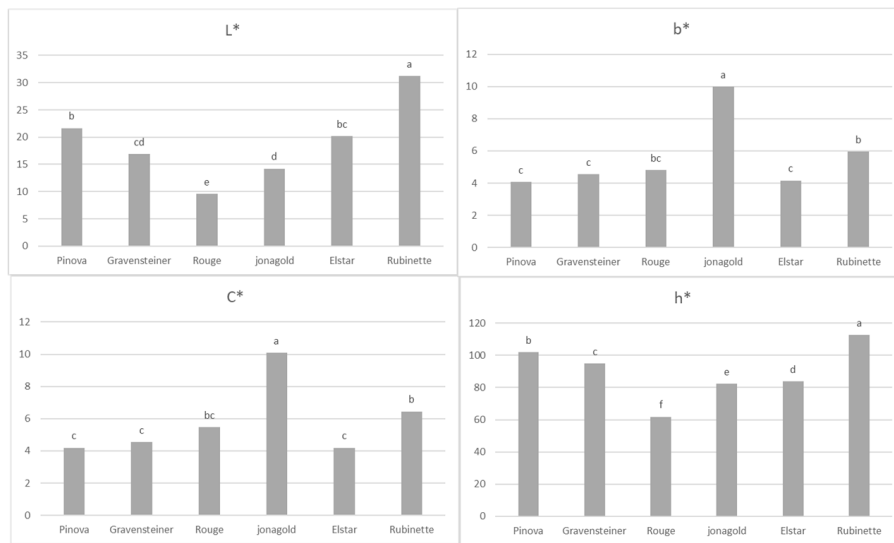 L*
35
30
25
20
15
10
5
0
b
cd
e
d
bc
a
Pinova Gravensteiner Rouge jonagold Elstar Rubinette
b*
12
10
8
6
4
2
0
c
c
bc
a
c
b
Pinova Gravensteiner Rouge jonagold Elstar Rubinette
C*
12
10
8
6
4
2
0
c
c
bc
a
c
b
Pinova Gravensteiner Rouge jonagold Elstar Rubinette
h*
120
100
80
60
40
20
0
b
c
f
e
d
a
Pinova Gravensteiner Rouge jonagold Elstar Rubinette